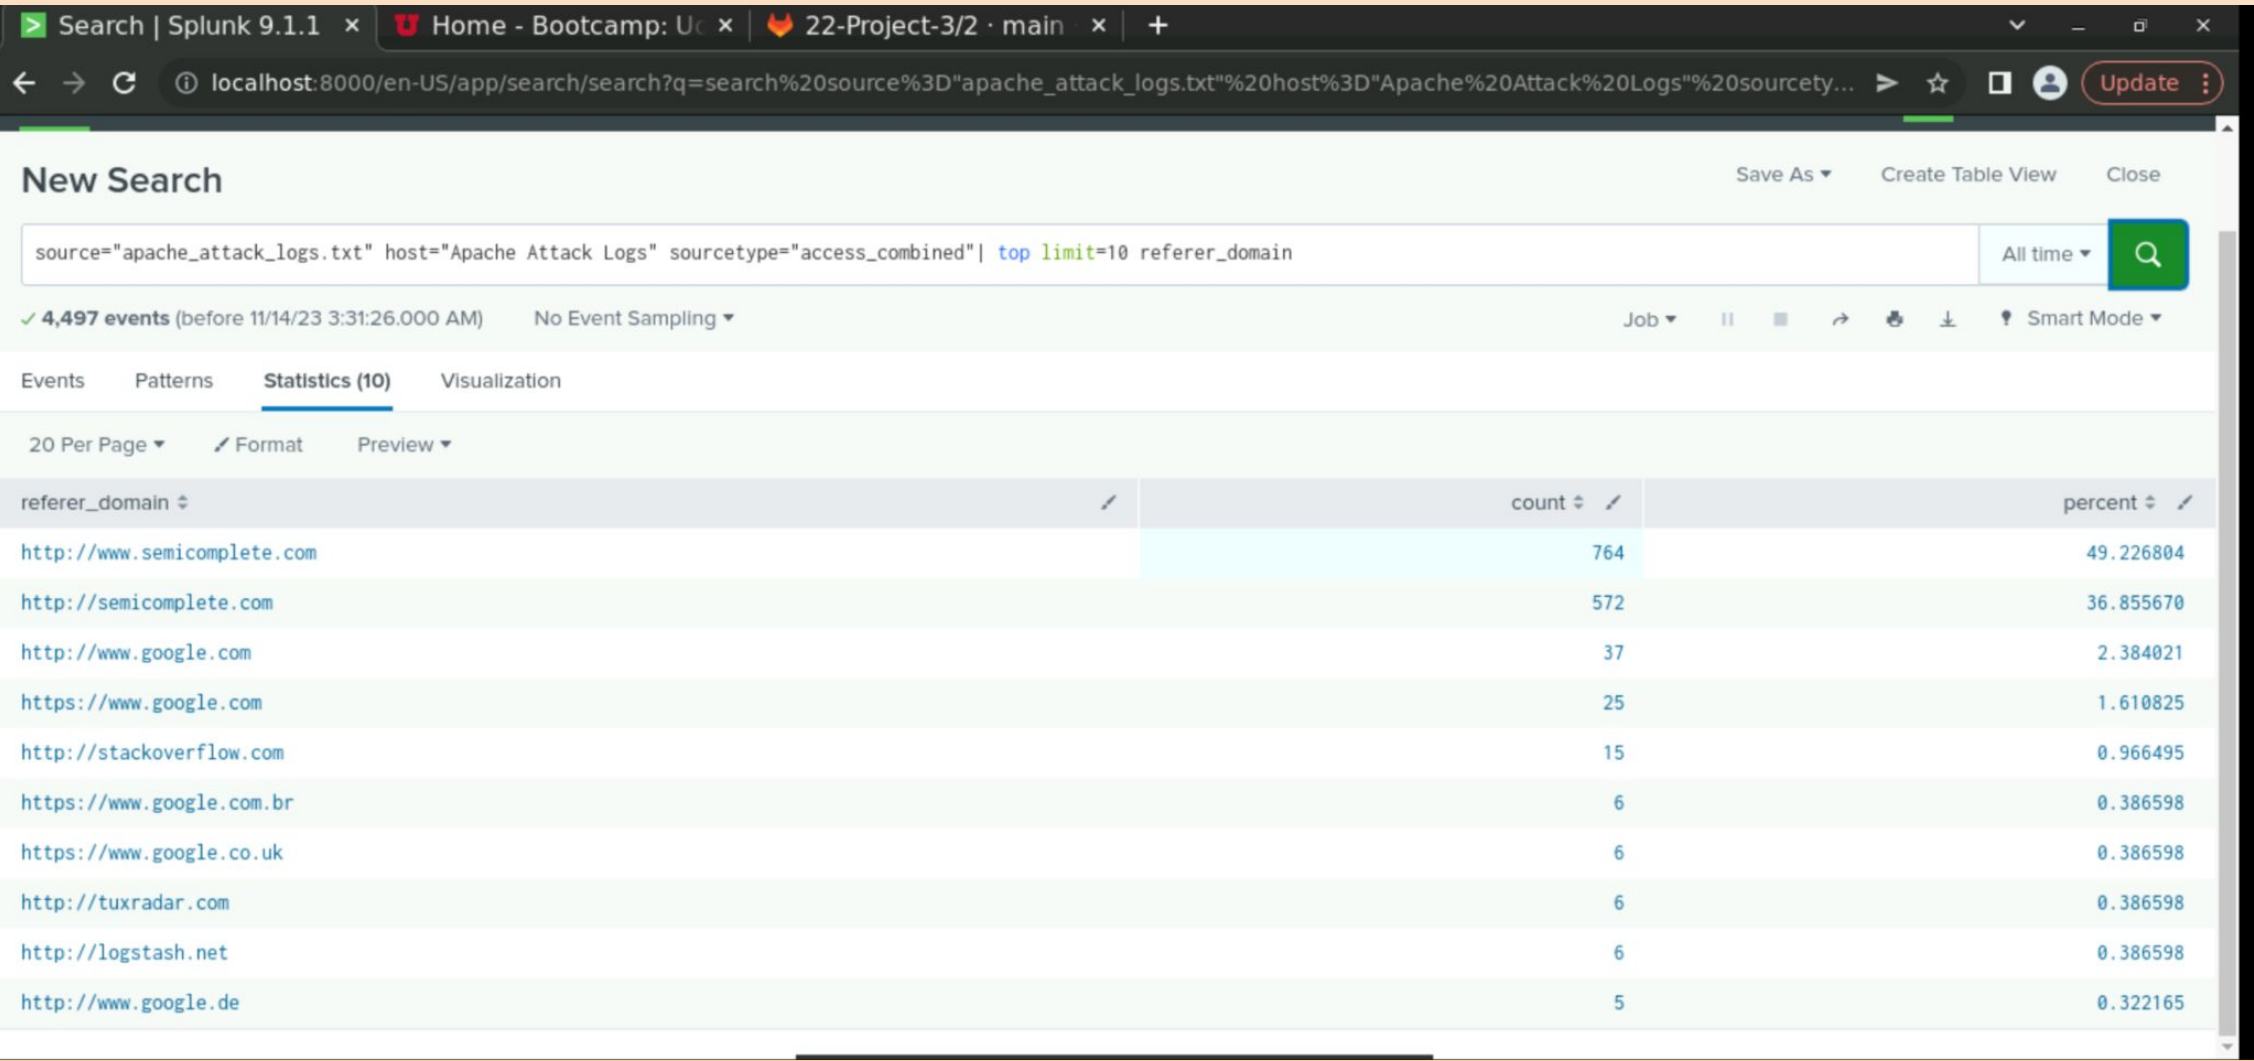 Search | Splunk 9.1.1 Home - Bootcamp: Uc 22-Project-3/2 · main
localhost:8000/en-US/app/search/search?q=search%20source%3D"apache_attack_logs.txt"%20host%3D"Apache%20Attack%20Logs"%20sourcety... Update
New Search
Save As Create Table View Close
source="apache_attack_logs.txt" host="Apache Attack Logs" sourcetype="access_combined"| top limit=10 referer_domain
All time
4,497 events (before 11/14/23 3:31:26.000 AM) No Event Sampling Job Smart Mode
Events Patterns Statistics (10) Visualization
20 Per Page Format Preview
referer_domain count percent
http://www.semicomplete.com 764 49.226804
http://semicomplete.com 572 36.855670
http://www.google.com 37 2.384021
https://www.google.com 25 1.610825
http://stackoverflow.com 15 0.966495
https://www.google.com.br 6 0.386598
https://www.google.co.uk 6 0.386598
http://tuxradar.com 6 0.386598
http://logstash.net 6 0.386598
http://www.google.de 5 0.322165